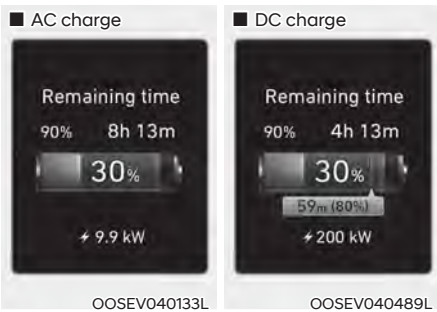 ■ AC charge
Remaining time
90% 8h 13m
30%
9.9 kW
OOSEV040133L
■ DC charge
Remaining time
90% 4h 13m
30%
59m (80%)
200 kW
OOSEV040489L